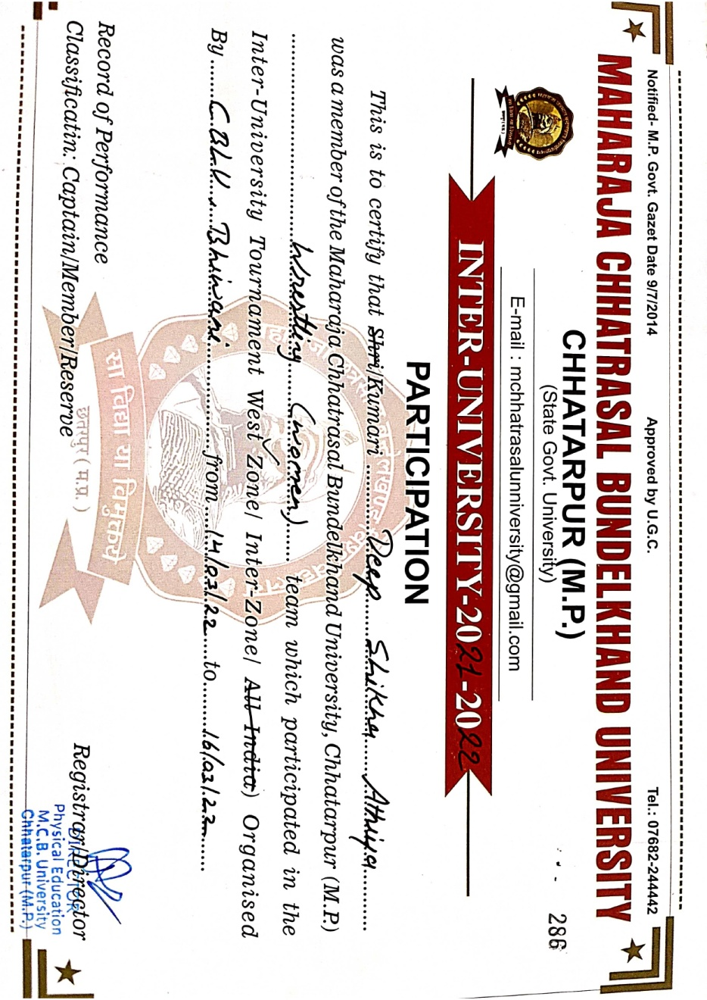 Notified- M.P. Govt. Gazet Date 9/7/2014 Approved by U.G.C. Tel.: 07682-244442
MAHARAJA CHHATRASAL BUNDELKHAND UNIVERSITY
CHHATARPUR (M.P.)
286
(State Govt. University)
E-mail : mchhatrasalunniversity@gmail.com
INTER-UNIVERSITY-2021-2022
PARTICIPATION
This is to certify that Shri/Kumari ........ Deep Shikha Athiya
was a member of the Maharaja Chhatrasal Bundelkhand University, Chhatarpur (M.P.)
........ Wrestling (women) ........ team which participated in the
Inter-University Tournament West Zone/ Inter-Zone/ All India) Organised
By ........ C.B.L.U. Bhiwani ........ from 14/03/22 to ........ 16/03/22 ........
Record of Performance
Classificatin: Captain/Member/Reserve
सा विद्या या विमुक्तये
छतरपुर (म.प्र.)
Registrar/Director
DIRECTOR
Physical Education
M.C.B. University
Chhatarpur (M.P.)